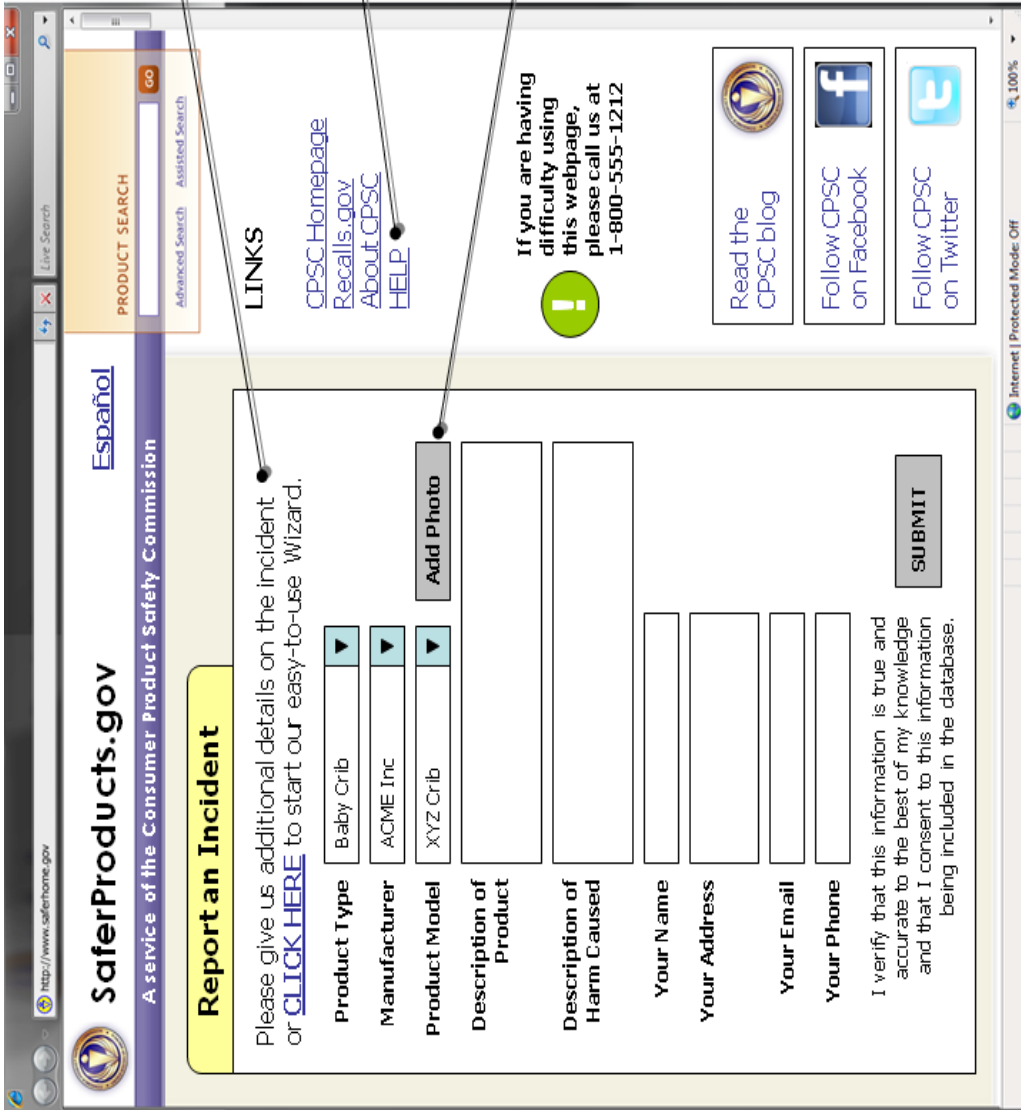 http://www.saferhome.gov
Live Search
SaferProducts.gov
Español
PRODUCT SEARCH
GO
Advanced Search Assisted Search
A service of the Consumer Product Safety Commission
Report an Incident
Please give us additional details on the incident
or CLICK HERE to start our easy-to-use Wizard.
Product Type Baby Crib
Manufacturer ACME Inc
Product Model XYZ Crib Add Photo
Description of
Product
Description of
Harm Caused
Your Name
Your Address
Your Email
Your Phone
I verify that this information is true and
accurate to the best of my knowledge
and that I consent to this information
being included in the database.
SUBMIT
LINKS
CPSC Homepage
Recalls.gov
About CPSC
HELP
If you are having
difficulty using
this webpage,
please call us at
1-800-555-1212
Read the
CPSC blog
Follow CPSC
on Facebook
Follow CPSC
on Twitter
Internet | Protected Mode: Off
100%